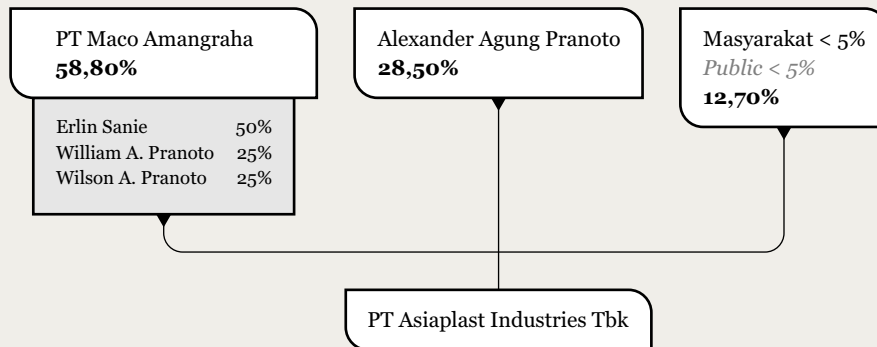 PT Maco Amangraha
58,80%
Erlin Sanie 50%
William A. Pranoto 25%
Wilson A. Pranoto 25%
Alexander Agung Pranoto
28,50%
Masyarakat < 5%
Public < 5%
12,70%
PT Asiaplast Industries Tbk